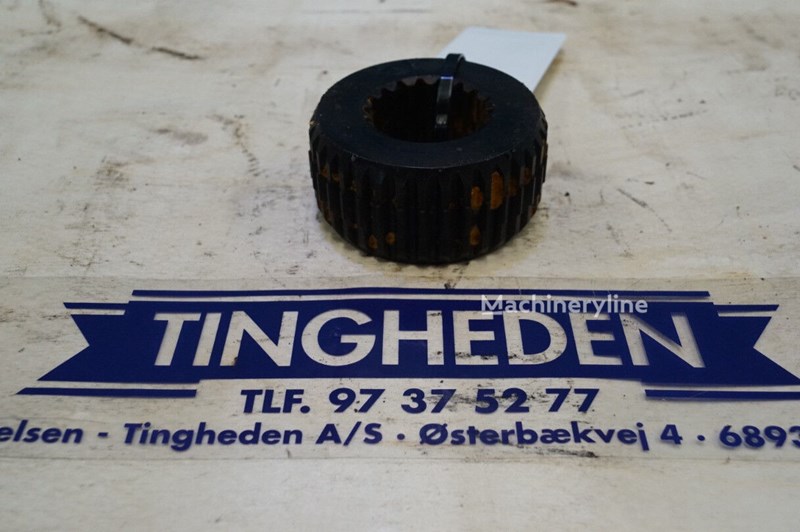 Machineryline
TINGHEDEN
TLF. 97 37 52 77
elsen - Tingheden A/S · Østerbækvej 4 · 6893